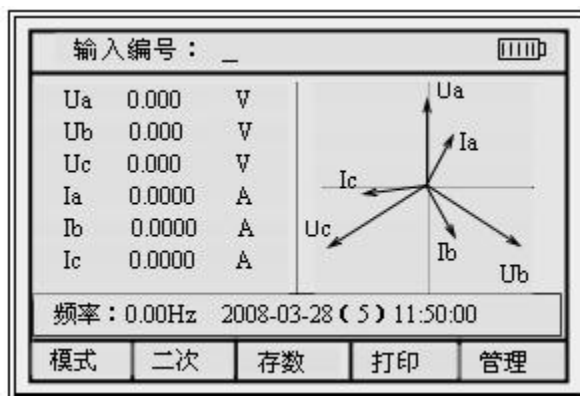 输入编号： _
Ua 0.000 V
Ub 0.000 V
Uc 0.000 V
Ia 0.0000 A
Ib 0.0000 A
Ic 0.0000 A
Ua
Ia
Ic
Uc
Ib
Ub
频率：0.00Hz 2008-03-28（5）11:50:00
模式 二次 存数 打印 管理